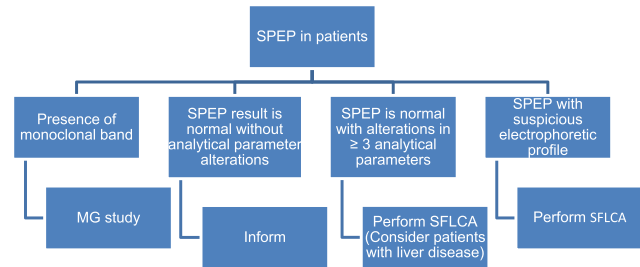 SPEP in patients
Presence of
monoclonal band
SPEP result is
normal without
analytical parameter
alterations
SPEP is normal
with alterations in
≥ 3 analytical
parameters
SPEP with
suspicious
electrophoretic
profile
MG study
Inform
Perform SFLCA
(Consider patients
with liver disease)
Perform SFLCA